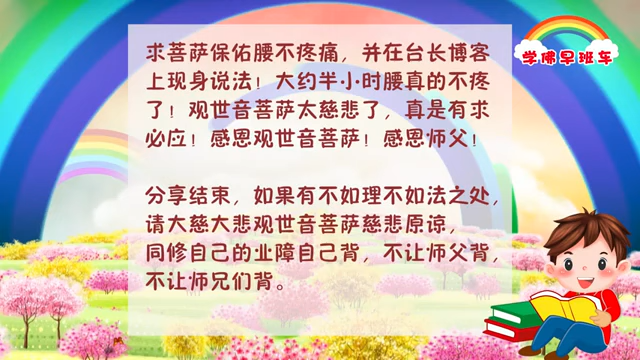 学佛早班车
求菩萨保佑腰不疼痛，并在台长博客
上现身说法！大约半小时腰真的不疼
了！观世音菩萨太慈悲了，真是有求
必应！感恩观世音菩萨！感恩师父！
分享结束，如果有不如理不如法之处，
请大慈大悲观世音菩萨慈悲原谅，
同修自己的业障自己背，不让师父背，
不让师兄们背。